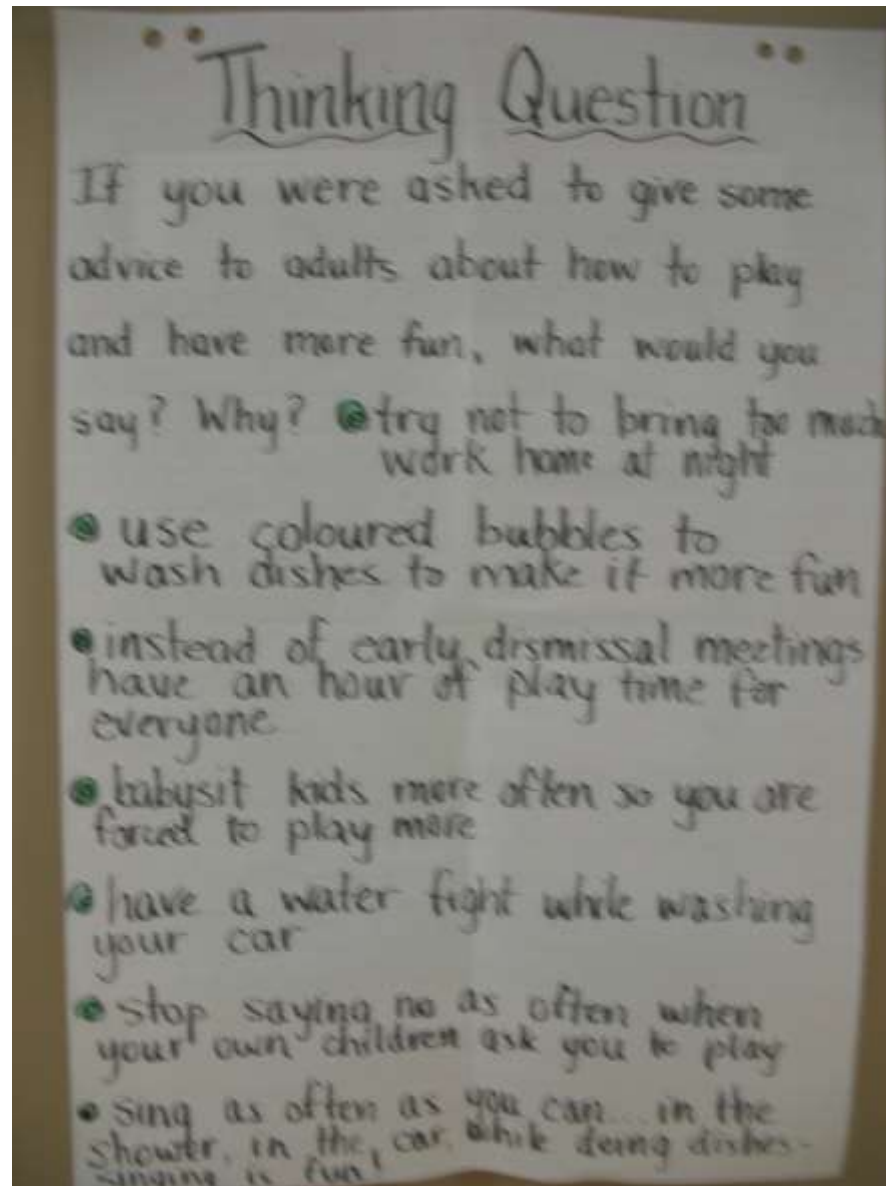 Thinking Question
If you were asked to give some
advice to adults about how to play
and have more fun, what would you
say? Why? • try not to bring too much
work home at night
• use coloured bubbles to
wash dishes to make it more fun
• instead of early dismissal meetings
have an hour of play time for
everyone
• babysit kids more often so you are
forced to play more
• have a water fight while washing
your car
• stop saying no as often when
your own children ask you to play
• sing as often as you can... in the
shower, in the car, while doing dishes-
singing is fun!